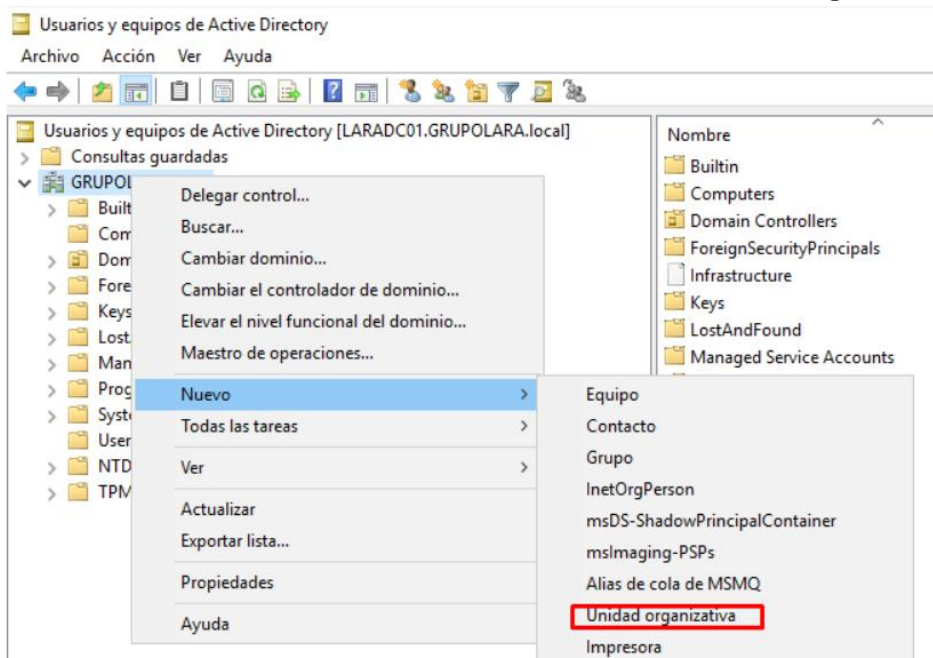 Usuarios y equipos de Active Directory
Archivo Acción Ver Ayuda
Usuarios y equipos de Active Directory [LARADC01.GRUPOLARA.local]
Consultas guardadas
GRUPOL
Built
Com
Dom
Fore
Keys
Lost
Man
Prog
Syst
User
NTD
TPM
Delegar control...
Buscar...
Cambiar dominio...
Cambiar el controlador de dominio...
Elevar el nivel funcional del dominio...
Maestro de operaciones...
Nuevo
Todas las tareas
Ver
Actualizar
Exportar lista...
Propiedades
Ayuda
Nombre
Builtin
Computers
Domain Controllers
ForeignSecurityPrincipals
Infrastructure
Keys
LostAndFound
Managed Service Accounts
Equipo
Contacto
Grupo
InetOrgPerson
msDS-ShadowPrincipalContainer
msImaging-PSPs
Alias de cola de MSMQ
Unidad organizativa
Impresora